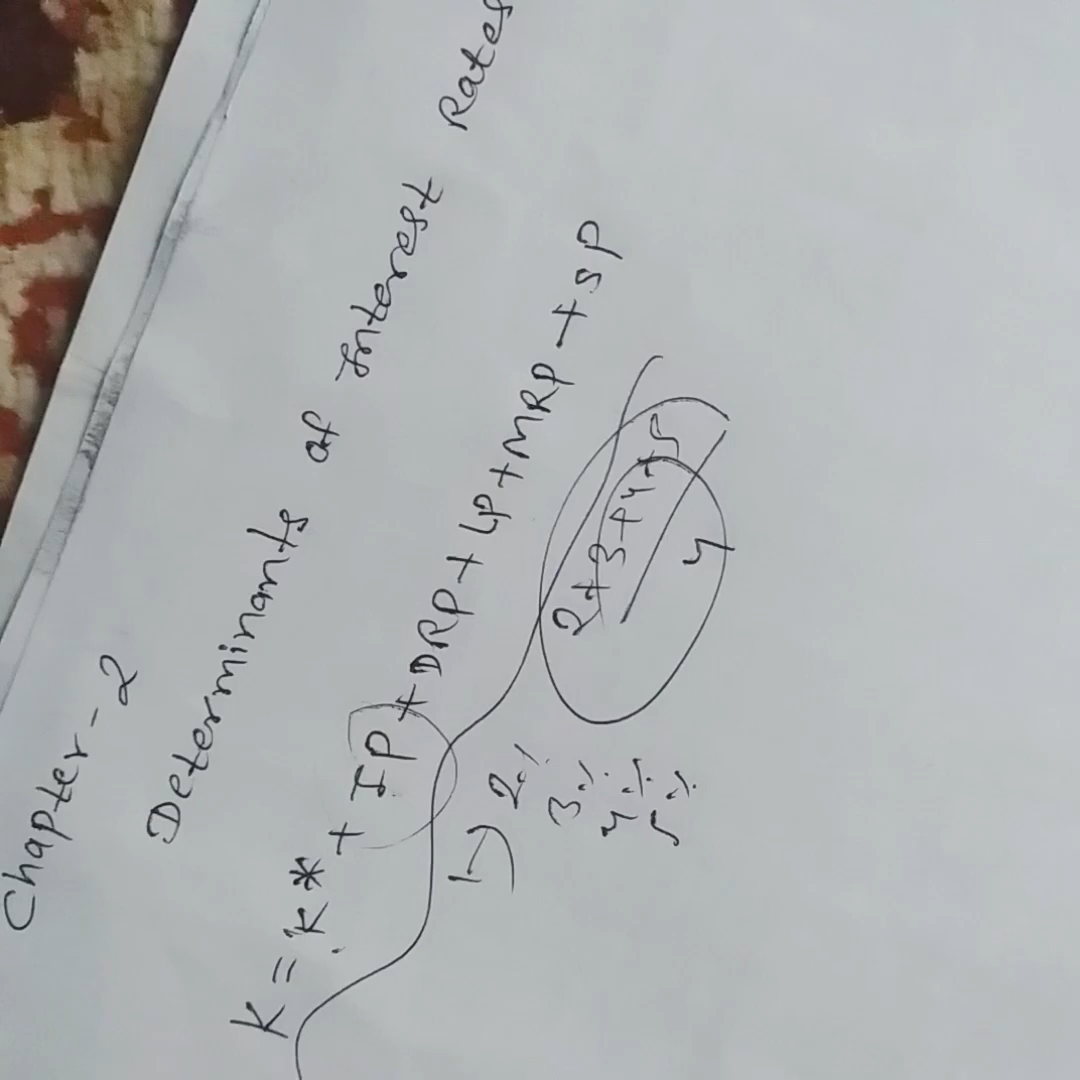 Chapter-2
Determinants of Interest Rates
K = K* + IP + DRP + LP + MRP + SP
1) 2%
3%
4%
5%
2+3+4+5
4